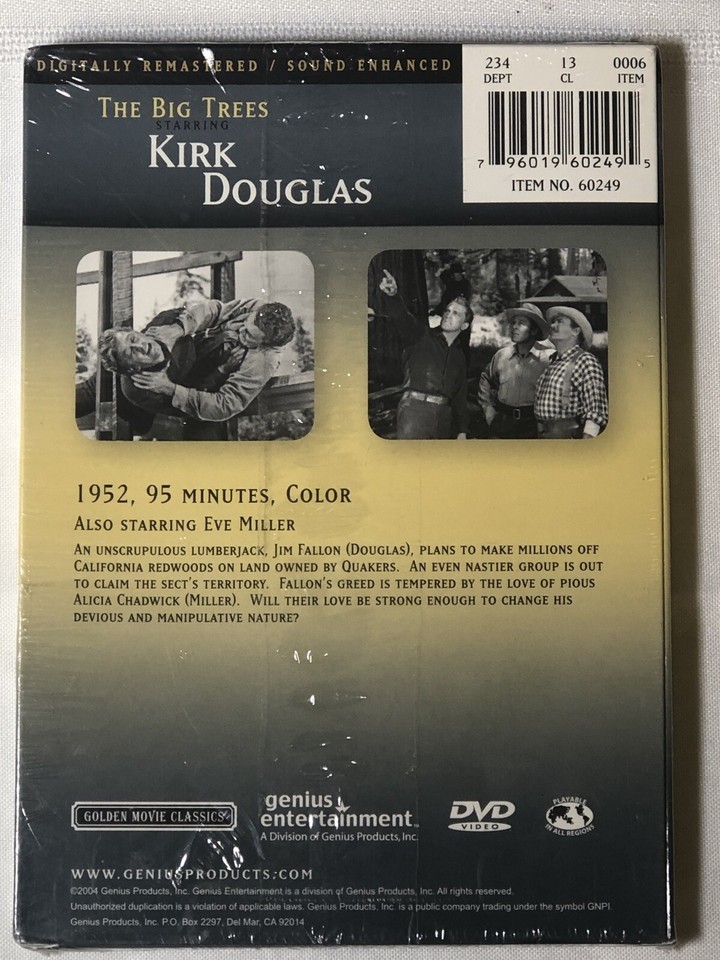 DIGITALLY REMASTERED / SOUND ENHANCED
234 13 0006
DEPT CL ITEM
7 96019 60249 5
ITEM NO. 60249
THE BIG TREES
STARRING
KIRK
DOUGLAS
1952, 95 MINUTES, COLOR
ALSO STARRING EVE MILLER
AN UNSCRUPULOUS LUMBERJACK, JIM FALLON (DOUGLAS), PLANS TO MAKE MILLIONS OFF
CALIFORNIA REDWOODS ON LAND OWNED BY QUAKERS. AN EVEN NASTIER GROUP IS OUT
TO CLAIM THE SECT'S TERRITORY. FALLON'S GREED IS TEMPERED BY THE LOVE OF PIOUS
ALICIA CHADWICK (MILLER). WILL THEIR LOVE BE STRONG ENOUGH TO CHANGE HIS
DEVIOUS AND MANIPULATIVE NATURE?
GOLDEN MOVIE CLASSICS
genius
entertainment
A Division of Genius Products, Inc.
DVD
VIDEO
PLAYABLE
IN ALL REGIONS
WWW.GENIUSPRODUCTS.COM
©2004 Genius Products, Inc. Genius Entertainment is a division of Genius Products, Inc. All rights reserved.
Unauthorized duplication is a violation of applicable laws. Genius Products, Inc. is a public company trading under the symbol GNPI.
Genius Products, Inc. P.O. Box 2297, Del Mar, CA 92014